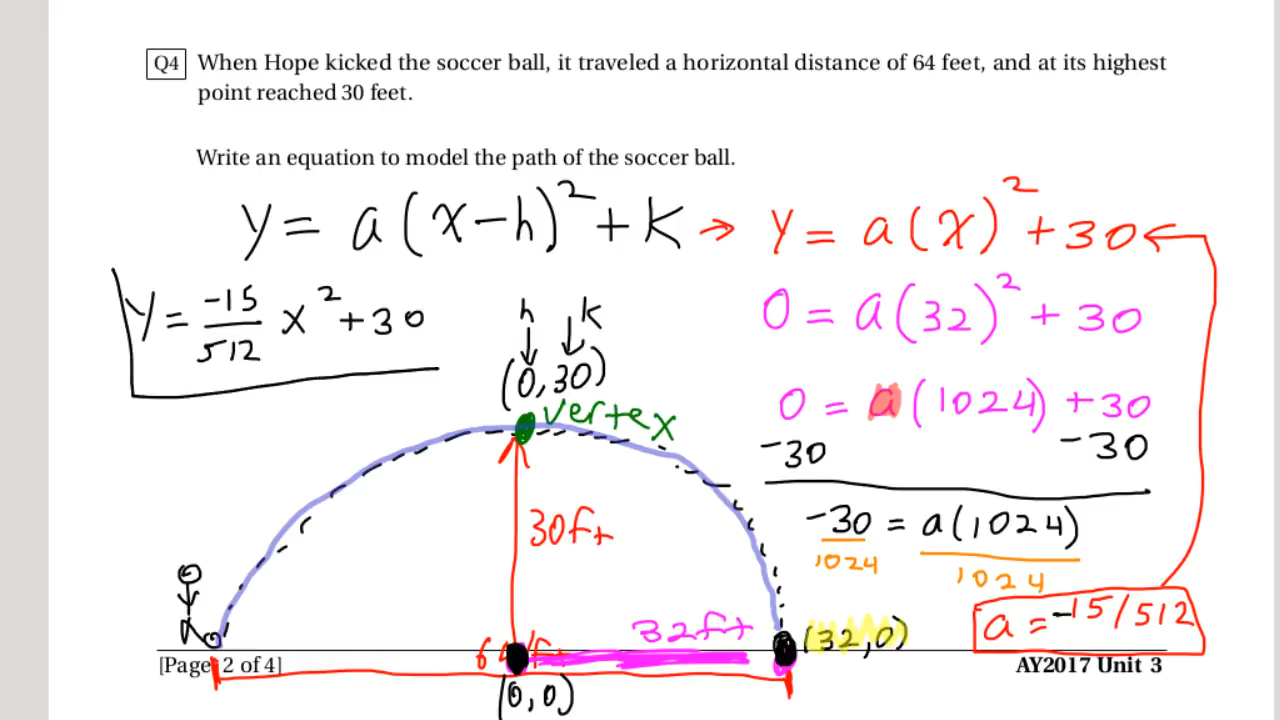 Q4 When Hope kicked the soccer ball, it traveled a horizontal distance of 64 feet, and at its highest
point reached 30 feet.
Write an equation to model the path of the soccer ball.
y = a(x-h)² + k → y = a(x)² + 30
y = -15/512 x² + 30
0 = a(32)² + 30
h k
(0,30)
vertex
0 = a(1024) + 30
-30 -30
-30 = a(1024)
1024 1024
a = -15/512
30ft
32ft
(32,0)
64ft
(0,0)
[Page 2 of 4] AY2017 Unit 3